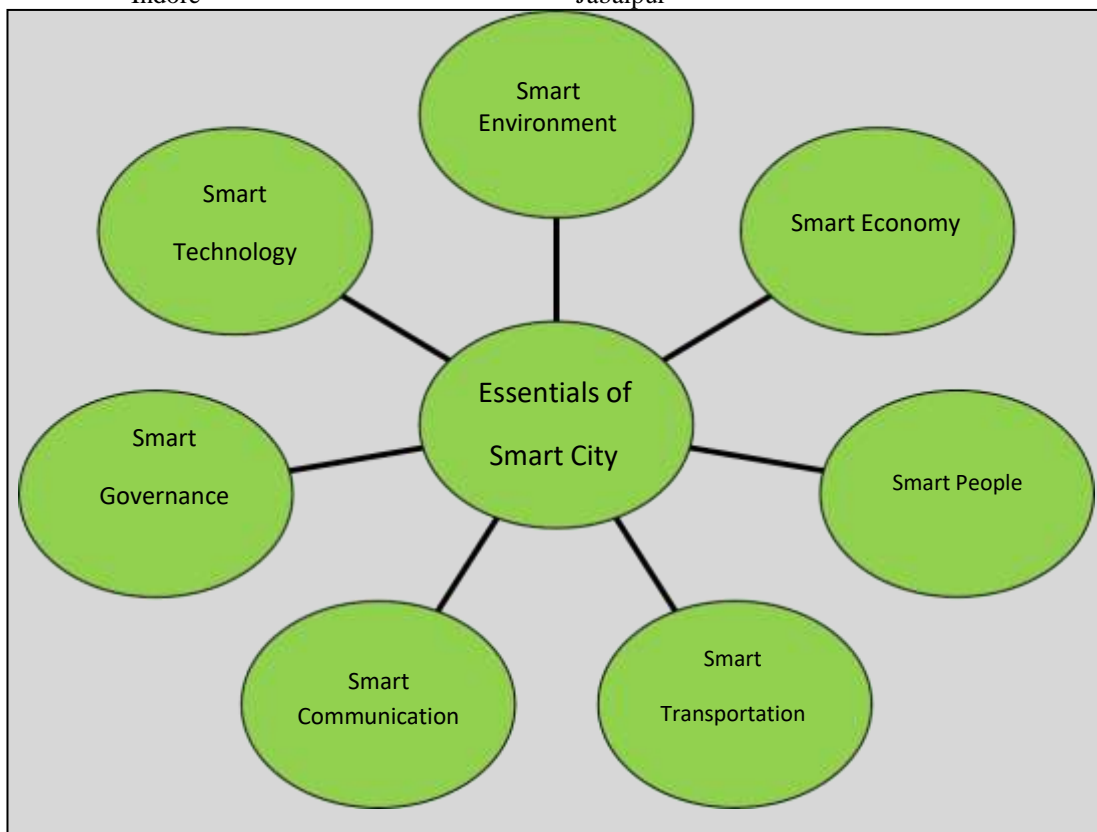 Indore Jabalpur
Smart
Environment
Smart Economy
Smart People
Smart
Transportation
Smart
Communication
Smart
Governance
Smart
Technology
Essentials of
Smart City